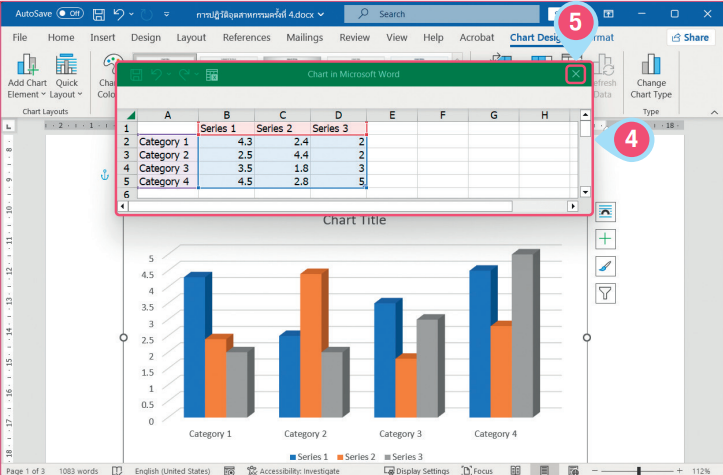 AutoSave Off การปฏิวัติอุตสาหกรรมครั้งที่ 4.docx Search
5
File Home Insert Design Layout References Mailings Review View Help Acrobat Chart Desig rmat Share
Add Chart Element Quick Layout Cha Colo
Chart Layouts
Chart in Microsoft Word
efresh Data
Change Chart Type
Type
4
A B C D E F G H
1 Series 1 Series 2 Series 3
2 Category 1 4.3 2.4 2
3 Category 2 2.5 4.4 2
4 Category 3 3.5 1.8 3
5 Category 4 4.5 2.8 5
6
Chart Title
5
4.5
4
3.5
3
2.5
2
1.5
1
0.5
0
Category 1 Category 2 Category 3 Category 4
Series 1 Series 2 Series 3
Page 1 of 3 1083 words English (United States) Accessibility: Investigate Display Settings Focus 112%